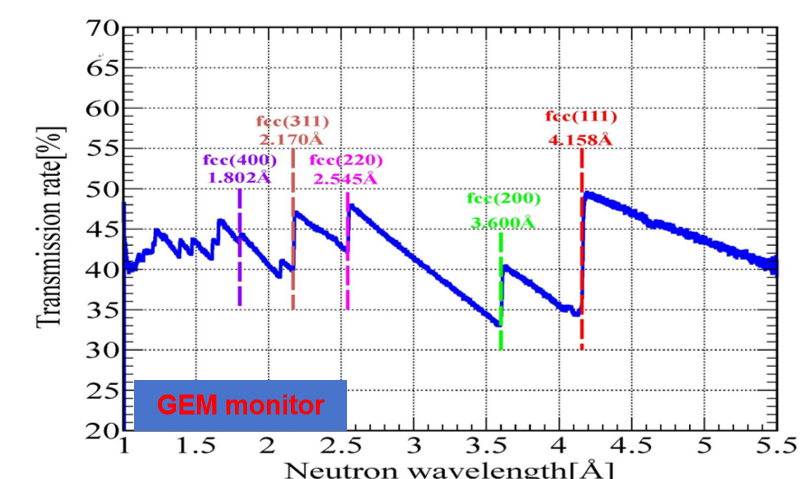 70
65
60
55
50
45
40
35
30
25
20
Transmission rate[%]
fcc(111)
4.158Å
fcc(311)
2.170Å
fcc(400)
1.802Å
fcc(220)
2.545Å
fcc(200)
3.600Å
GEM monitor
1 1.5 2 2.5 3 3.5 4 4.5 5 5.5
Neutron wavelength[Å]